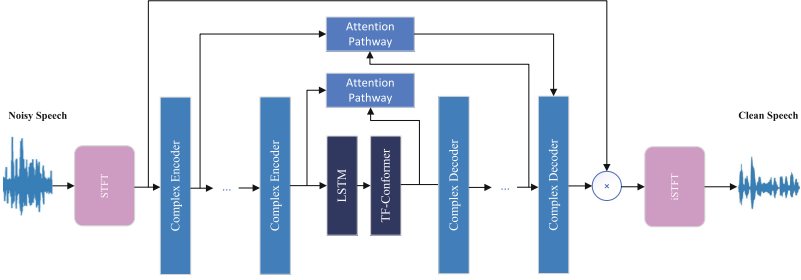 Attention
Pathway
Attention
Pathway
Noisy Speech
Clean Speech
STFT
Complex Encoder
...
Complex Encoder
LSTM
TF-Conformer
Complex Decoder
...
Complex Decoder
×
iSTFT